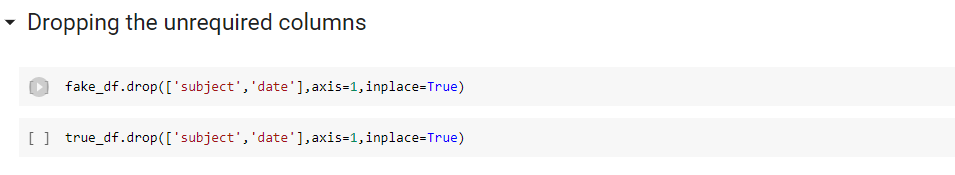 Dropping the unrequired columns
fake_df.drop(['subject','date'],axis=1,inplace=True)
[ ] true_df.drop(['subject','date'],axis=1,inplace=True)